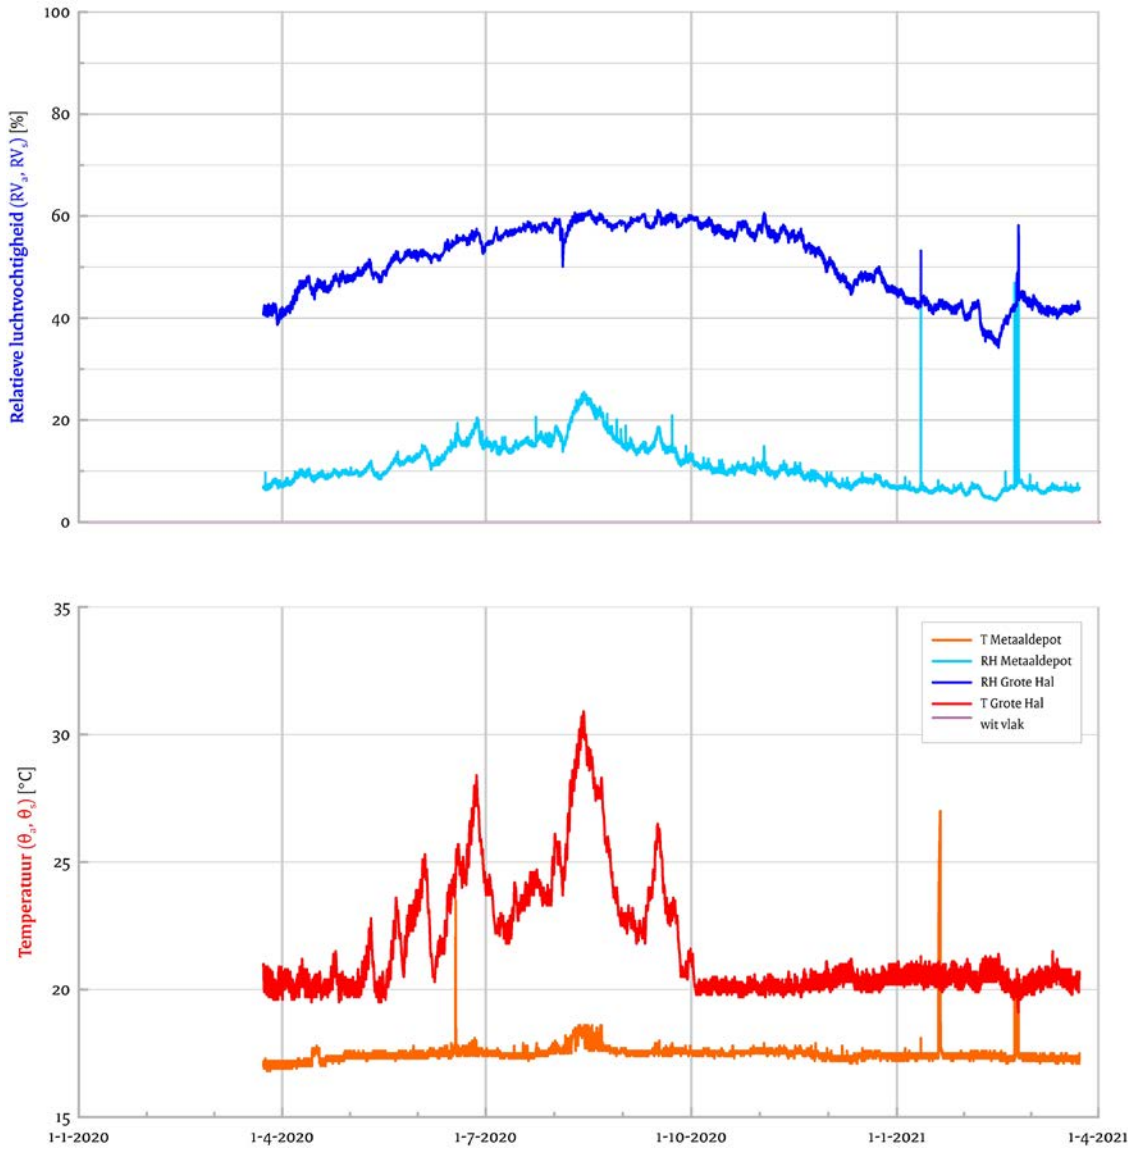 100
80
60
40
20
0
Relatieve luchtvochtigheid (RVa, RVs) [%]
35
30
25
20
15
Temperatuur (θa, θs) [°C]
T Metaaldepot
RH Metaaldepot
RH Grote Hal
T Grote Hal
wit vlak
1-1-2020 1-4-2020 1-7-2020 1-10-2020 1-1-2021 1-4-2021